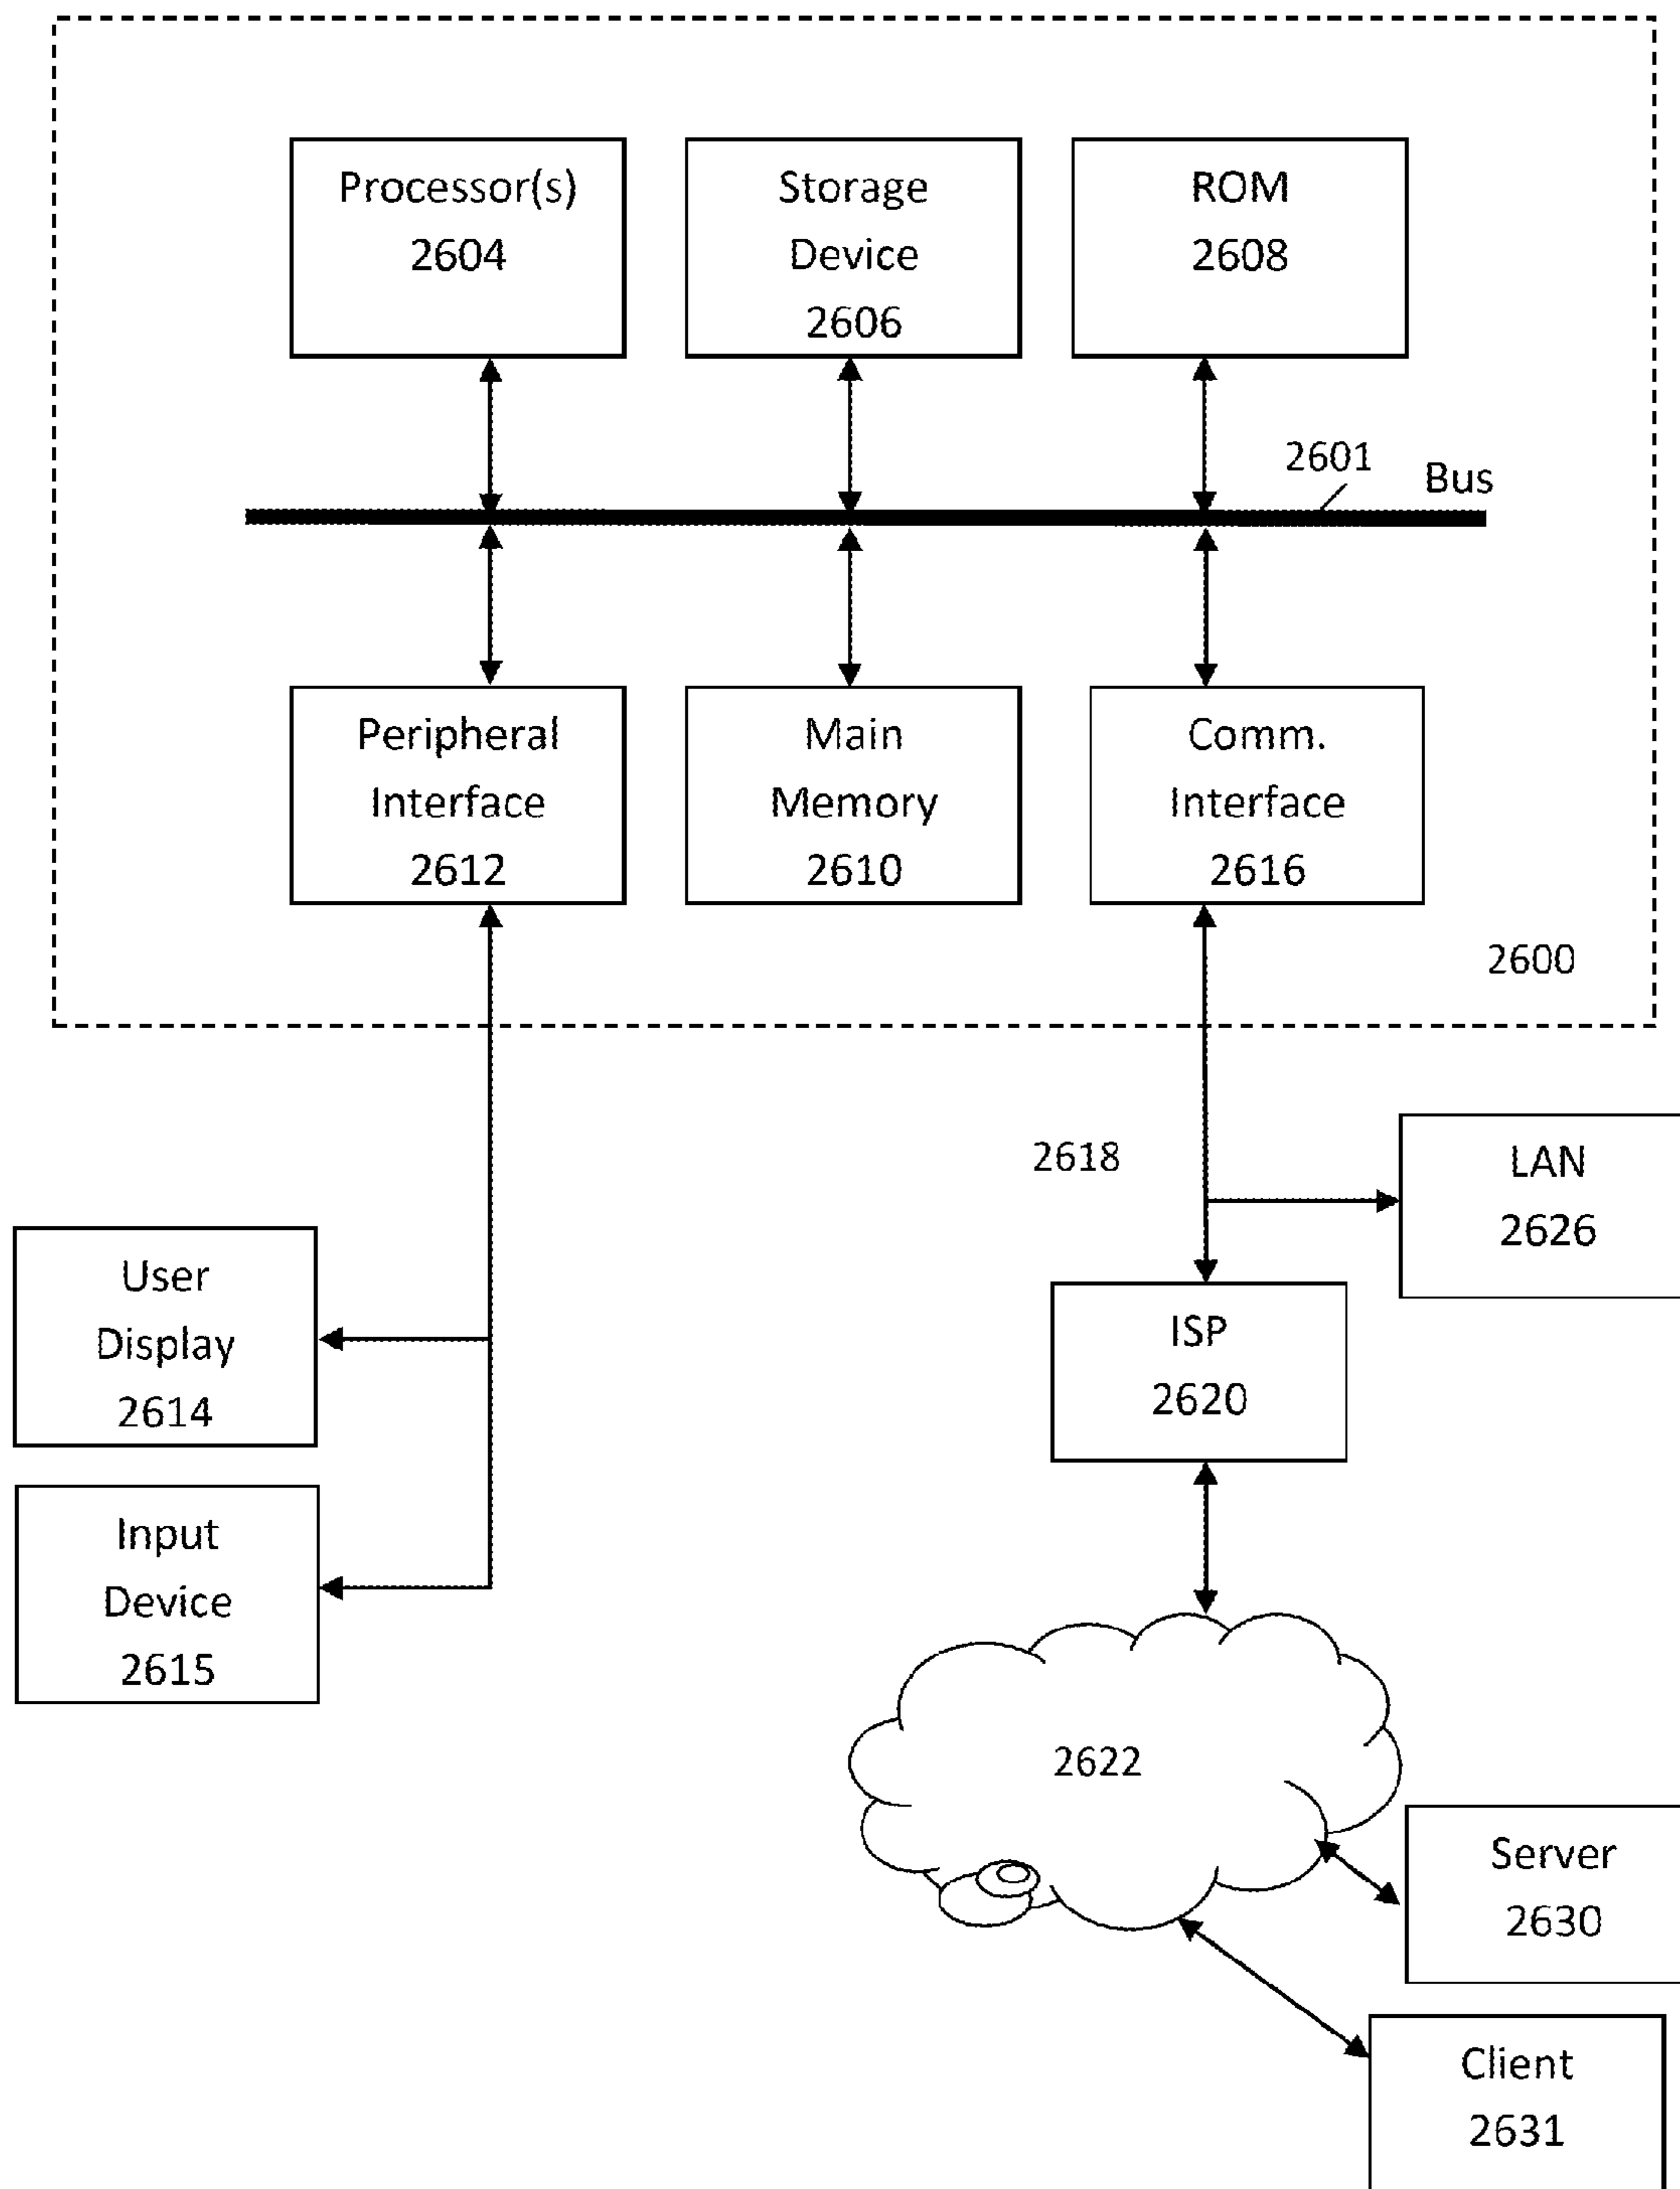 Processor(s)
2604
Storage
Device
2606
ROM
2608
2601
Bus
Peripheral
Interface
2612
Main
Memory
2610
Comm.
Interface
2616
2600
2618
LAN
2626
User
Display
2614
ISP
2620
Input
Device
2615
2622
Server
2630
Client
2631